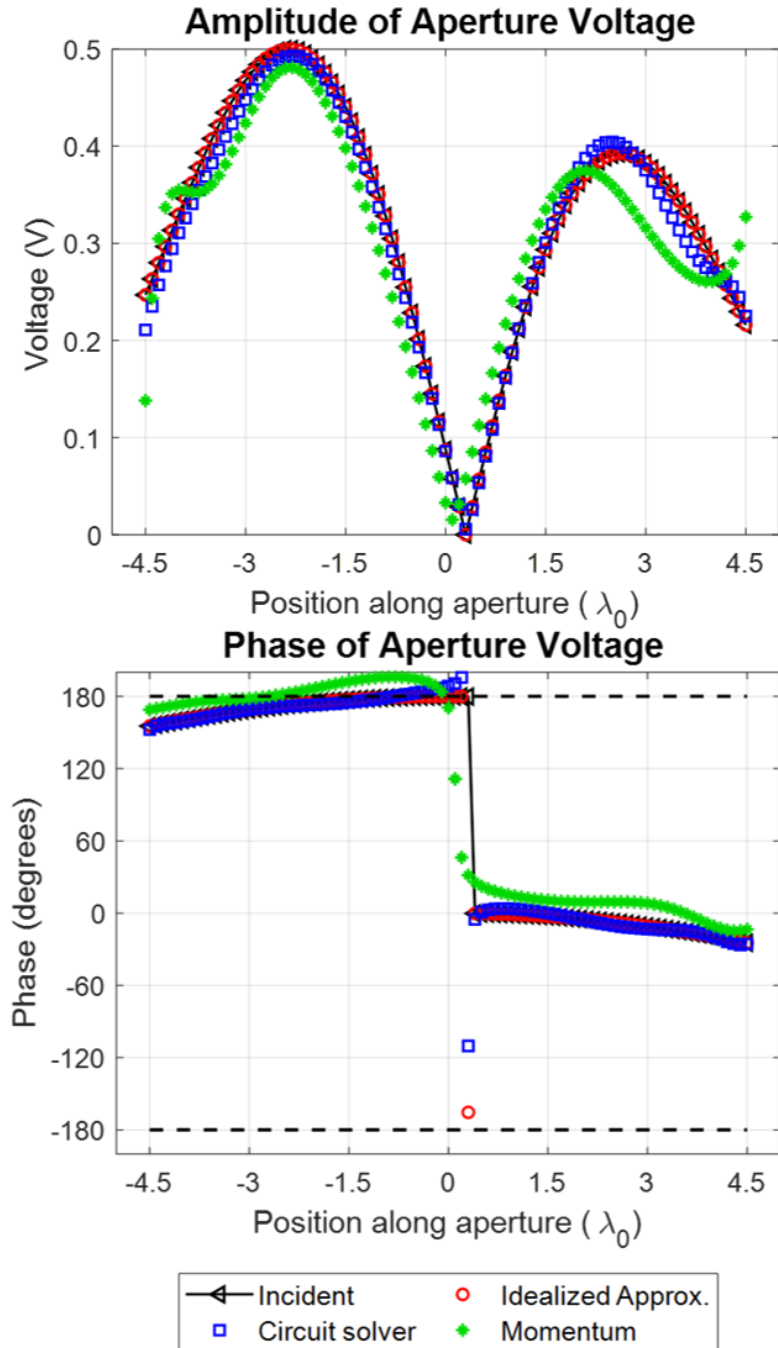 Amplitude of Aperture Voltage
0.5
0.4
0.3
0.2
0.1
0
Voltage (V)
-4.5 -3 -1.5 0 1.5 3 4.5
Position along aperture ( λ0)
Phase of Aperture Voltage
180
120
60
0
-60
-120
-180
Phase (degrees)
-4.5 -3 -1.5 0 1.5 3 4.5
Position along aperture ( λ0)
Incident Idealized Approx.
Circuit solver Momentum